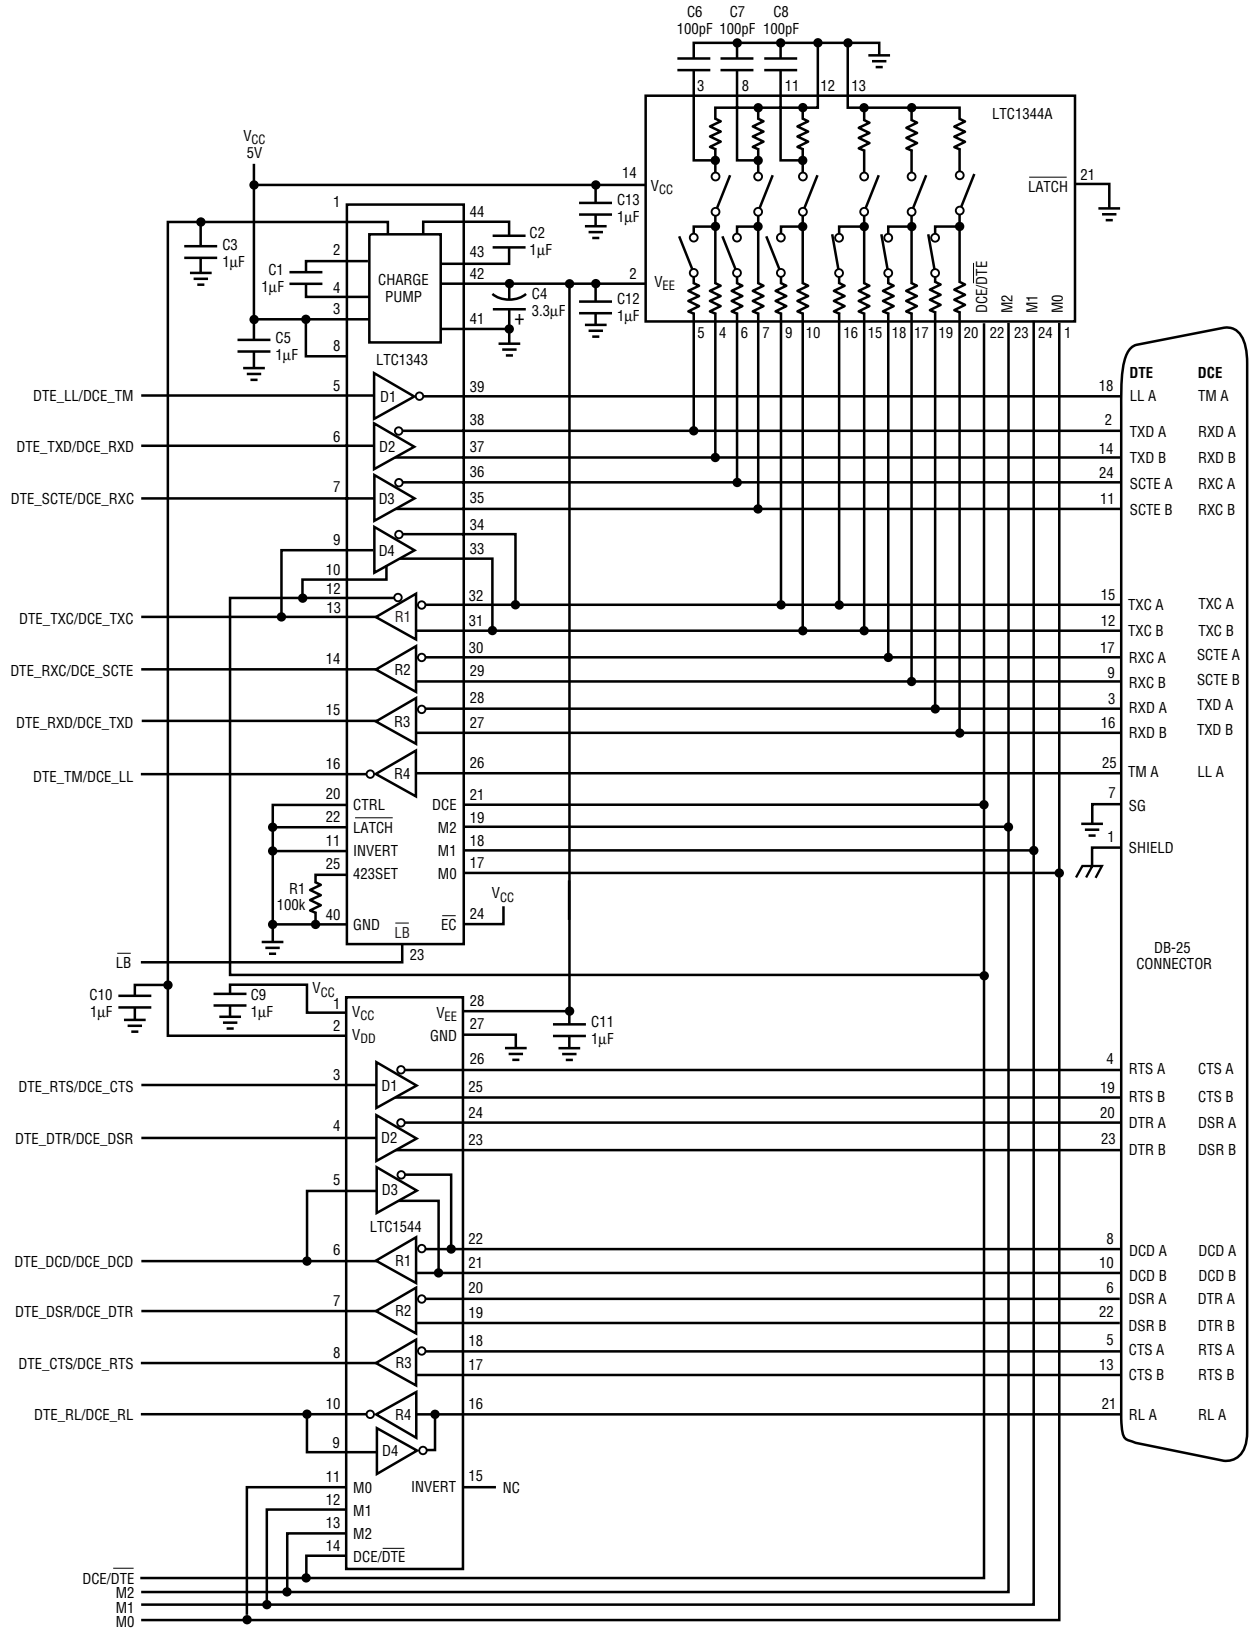 C6 C7 C8
100pF 100pF 100pF
3 8 11 12 13
LTC1344A
VCC
5V
14 VCC
LATCH 21
C13
1µF
1 44
C3
1µF
C2
1µF
2 43
C1
1µF
CHARGE
PUMP
42
2 VEE
4
C4
3.3µF
+
C12
1µF
3 41
C5
1µF
8
LTC1343
DCE/DTE M2 M1 M0
5 4 6 7 9 10 16 15 18 17 19 20 22 23 24 1
DTE DCE
DTE_LL/DCE_TM 5 D1 39 18 LL A TM A
38 2 TXD A RXD A
DTE_TXD/DCE_RXD 6 D2 37 14 TXD B RXD B
36 24 SCTE A RXC A
DTE_SCTE/DCE_RXC 7 D3 35 11 SCTE B RXC B
34
9 D4 33
10
12 32 15 TXC A TXC A
DTE_TXC/DCE_TXC 13 R1 31 12 TXC B TXC B
30 17 RXC A SCTE A
DTE_RXC/DCE_SCTE 14 R2 29 9 RXC B SCTE B
28 3 RXD A TXD A
DTE_RXD/DCE_TXD 15 R3 27 16 RXD B TXD B
DTE_TM/DCE_LL 16 R4 26 25 TM A LL A
20 CTRL DCE 21 7 SG
22 LATCH M2 19
11 INVERT M1 18 1 SHIELD
25 423SET M0 17
R1
100k
VCC
40 GND EC 24
LB
LB 23
DB-25
CONNECTOR
C10
1µF
C9
1µF
VCC
1 VCC VEE 28
2 VDD GND 27
C11
1µF
26 4 RTS A CTS A
DTE_RTS/DCE_CTS 3 D1 25 19 RTS B CTS B
24 20 DTR A DSR A
DTE_DTR/DCE_DSR 4 D2 23 23 DTR B DSR B
5 D3
LTC1544
22 8 DCD A DCD A
DTE_DCD/DCE_DCD 6 R1 21 10 DCD B DCD B
20 6 DSR A DTR A
DTE_DSR/DCE_DTR 7 R2 19 22 DSR B DTR B
18 5 CTS A RTS A
DTE_CTS/DCE_RTS 8 R3 17 13 CTS B RTS B
DTE_RL/DCE_RL 10 R4 16 21 RL A RL A
9 D4
11 M0 INVERT 15 NC
12 M1
13 M2
14 DCE/DTE
DCE/DTE
M2
M1
M0